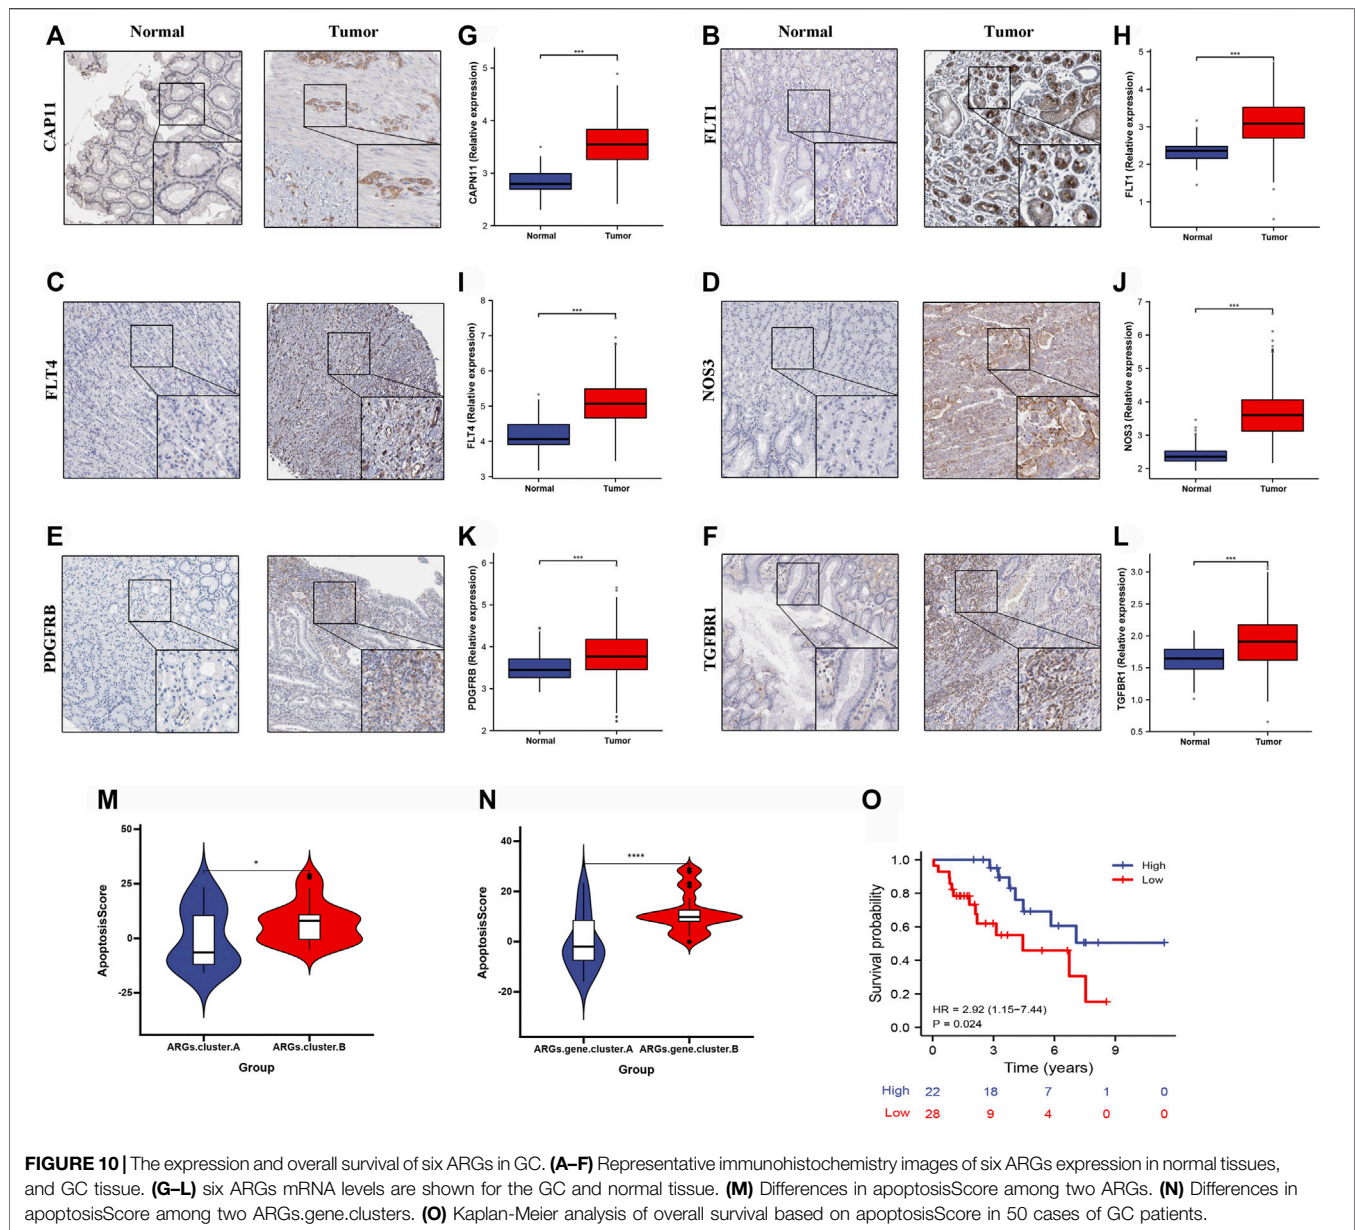 A Normal Tumor G B Normal Tumor H
CAP11
CAPN11 (Relative expression)
5
4
3
2
***
Normal Tumor
FLT1
FLT1 (Relative expression)
5
4
3
2
1
***
Normal Tumor
C I D J
FLT4
FLT4 (Relative expression)
8
7
6
5
4
3
***
Normal Tumor
NOS3
NOS3 (Relative expression)
7
6
5
4
3
2
***
Normal Tumor
E K F L
PDGFRB
PDGFRB (Relative expression)
6
5
4
3
2
***
Normal Tumor
TGFBR1
TGFBR1 (Relative expression)
3.0
2.5
2.0
1.5
1.0
0.5
***
Normal Tumor
M
ApoptosisScore
50
25
0
-25
*
ARGs.cluster.A ARGs.cluster.B
Group
N
ApoptosisScore
40
20
0
-20
****
ARGs.gene.cluster.A ARGs.gene.cluster.B
Group
O
Survival probability
1.0
0.8
0.6
0.4
0.2
0.0
High
Low
HR = 2.92 (1.15−7.44)
P = 0.024
0 3 6 9
Time (years)
High 22 18 7 1 0
Low 28 9 4 0 0
FIGURE 10 | The expression and overall survival of six ARGs in GC. (A–F) Representative immunohistochemistry images of six ARGs expression in normal tissues,
and GC tissue. (G–L) six ARGs mRNA levels are shown for the GC and normal tissue. (M) Differences in apoptosisScore among two ARGs. (N) Differences in
apoptosisScore among two ARGs.gene.clusters. (O) Kaplan-Meier analysis of overall survival based on apoptosisScore in 50 cases of GC patients.